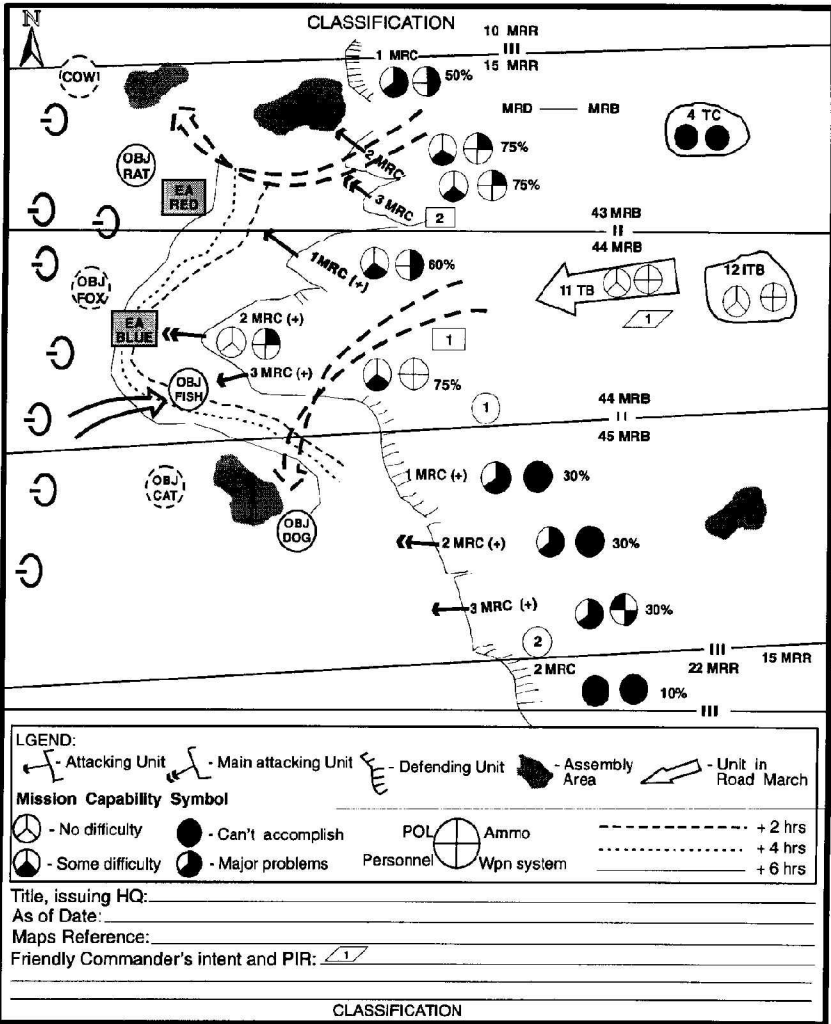 N
CLASSIFICATION
10 MRR
III
15 MRR
1 MRC
50%
COW
MRD — MRB
4 TC
OBJ
RAT
2 MRC
75%
EA
RED
3 MRC
75%
2
43 MRB
II
44 MRB
1MRC (+)
60%
OBJ
FOX
11 TB
12 ITB
1
EA
BLUE
2 MRC (+)
1
3 MRC (+)
75%
OBJ
FISH
1
44 MRB
II
45 MRB
OBJ
CAT
1 MRC (+)
30%
OBJ
DOG
2 MRC (+)
30%
3 MRC (+)
30%
2
III
15 MRR
22 MRR
2 MRC
10%
III
LGEND:
- Attacking Unit
- Main attacking Unit
- Defending Unit
- Assembly
Area
- Unit in
Road March
Mission Capability Symbol
- No difficulty
- Can't accomplish
POL
Ammo
+ 2 hrs
+ 4 hrs
- Some difficulty
- Major problems
Personnel
Wpn system
+ 6 hrs
Title, issuing HQ:
As of Date:
Maps Reference:
Friendly Commander's intent and PIR: 1
CLASSIFICATION